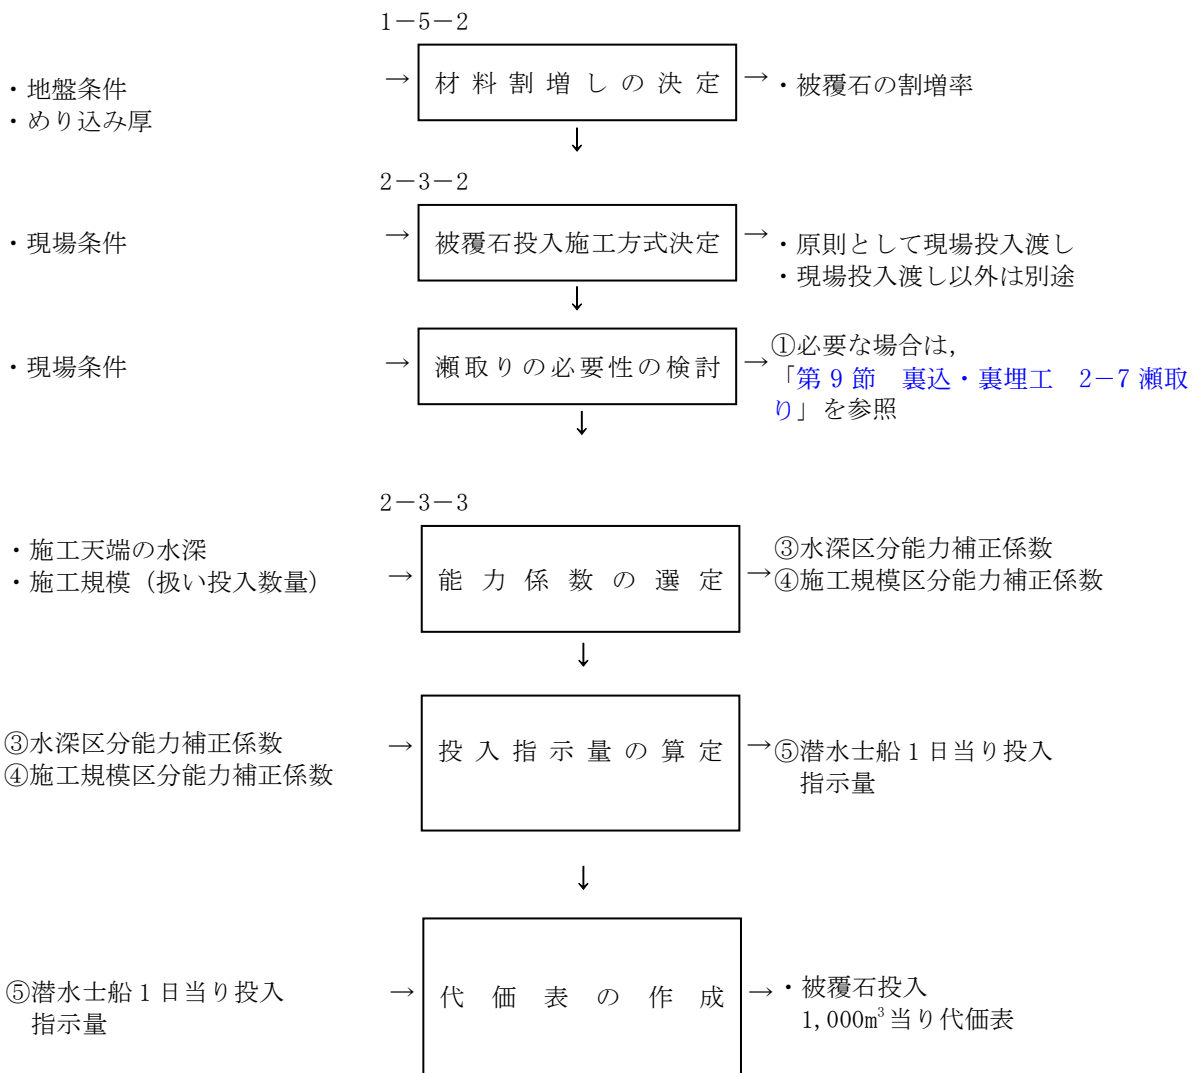 1－5－2
・地盤条件
・めり込み厚
→
材料割増しの決定
→
・被覆石の割増率
↓
2－3－2
・現場条件
→
被覆石投入施工方式決定
→
・原則として現場投入渡し
・現場投入渡し以外は別途
↓
・現場条件
→
瀬取りの必要性の検討
→
①必要な場合は,
「第9節　裏込・裏埋工　2－7瀬取
り」を参照
↓
2－3－3
・施工天端の水深
・施工規模（扱い投入数量）
→
能力係数の選定
→
③水深区分能力補正係数
④施工規模区分能力補正係数
↓
③水深区分能力補正係数
④施工規模区分能力補正係数
→
投入指示量の算定
→
⑤潜水士船1日当り投入
指示量
↓
⑤潜水士船1日当り投入
指示量
→
代価表の作成
→
・被覆石投入
1,000m³当り代価表